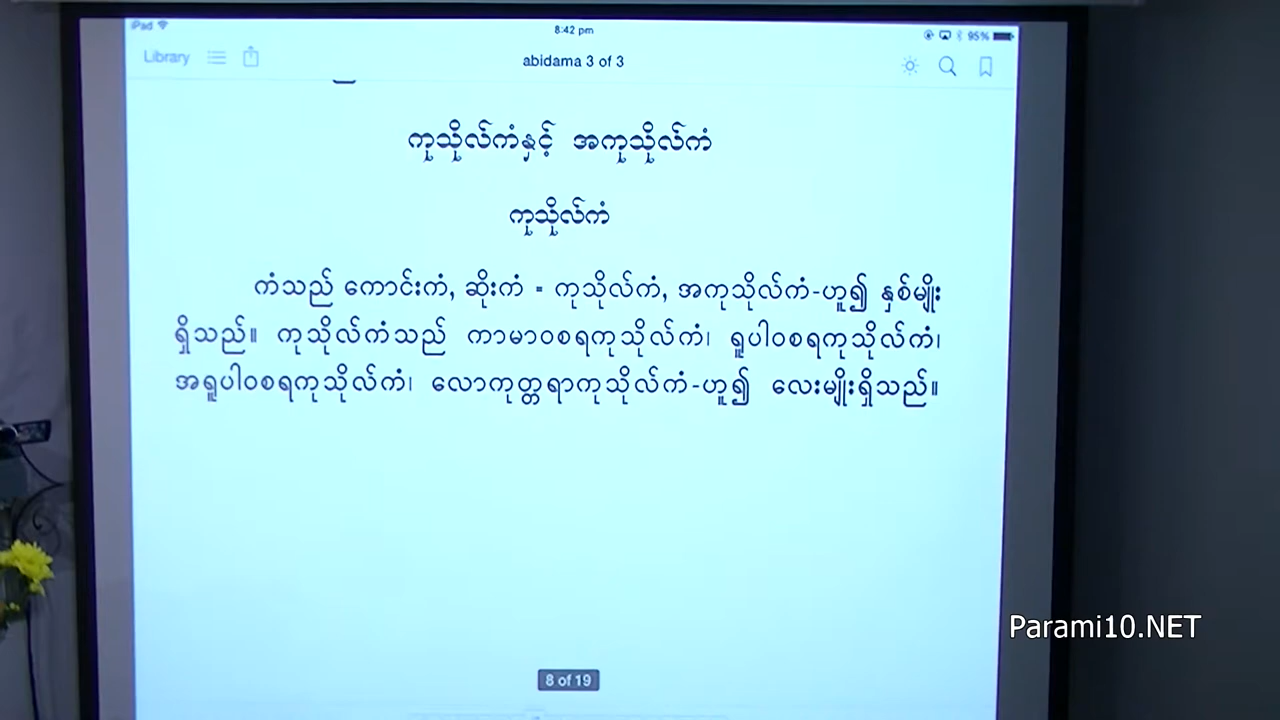 iPad
8:42 pm
95%
Library
abidama 3 of 3
ကုသိုလ်ကံနှင့် အကုသိုလ်ကံ
ကုသိုလ်ကံ
ကံသည် ကောင်းကံ, ဆိုးကံ = ကုသိုလ်ကံ, အကုသိုလ်ကံ-ဟူ၍ နှစ်မျိုး
ရှိသည်။ ကုသိုလ်ကံသည် ကာမာဝစရကုသိုလ်ကံ၊ ရူပါဝစရကုသိုလ်ကံ၊
အရူပါဝစရကုသိုလ်ကံ၊ လောကုတ္တရာကုသိုလ်ကံ-ဟူ၍ လေးမျိုးရှိသည်။
Parami10.NET
8 of 19